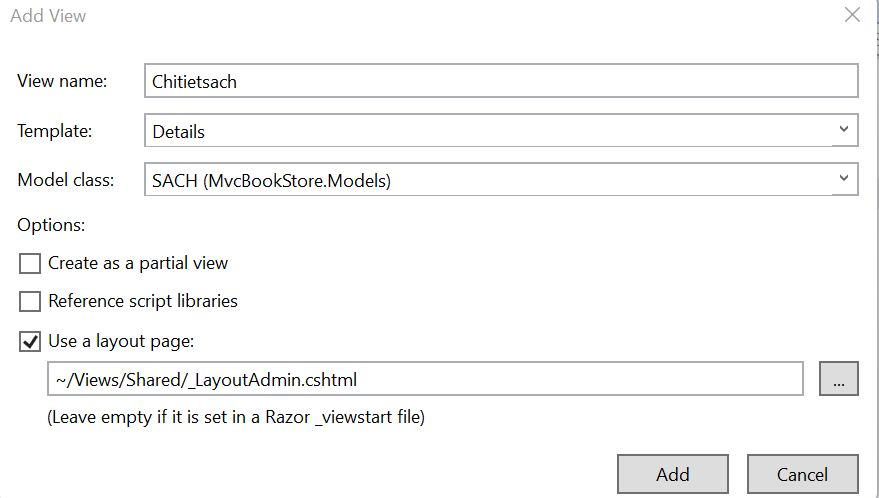 Add View
View name: Chitietsach
Template: Details
Model class: SACH (MvcBookStore.Models)
Options:
Create as a partial view
Reference script libraries
Use a layout page:
~/Views/Shared/_LayoutAdmin.cshtml ...
(Leave empty if it is set in a Razor _viewstart file)
Add Cancel